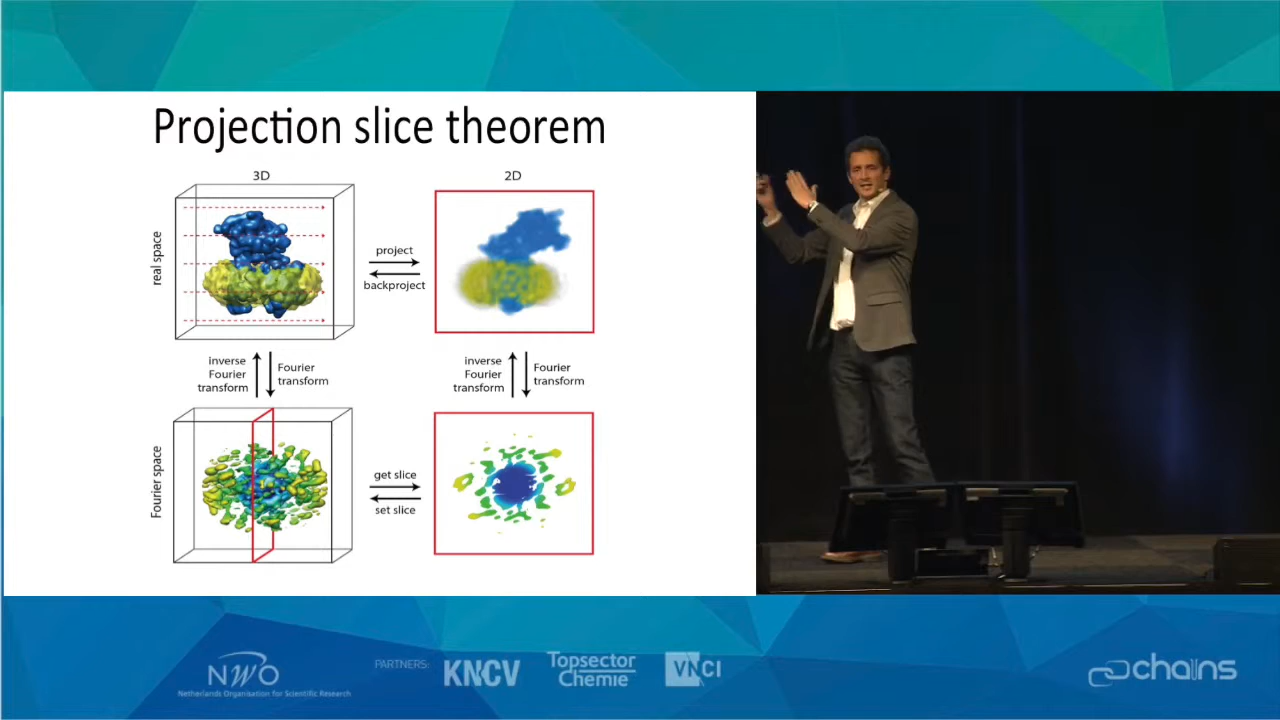 Projection slice theorem
3D
2D
real space
project
backproject
inverse
Fourier
transform
Fourier
transform
inverse
Fourier
transform
Fourier
transform
Fourier space
get slice
set slice
NWO
Netherlands Organisation for Scientific Research
PARTNERS:
KNCV
Topsector
Chemie
VNCI
chains